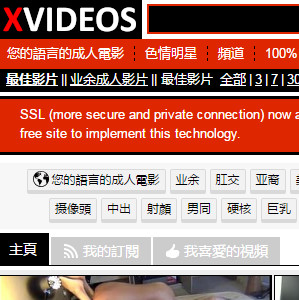 XVIDEOS
您的語言的成人電影 色情明星 頻道 100%
最佳影片 || 业余成人影片 || 最佳影片 全部 | 3 | 7 | 30
SSL (more secure and private connection) now a
free site to implement this technology.
您的語言的成人電影 业余 肛交 亚裔
摄像頭 中出 射顏 男同 硬核 巨乳
主頁 我的訂閱 我喜愛的視頻